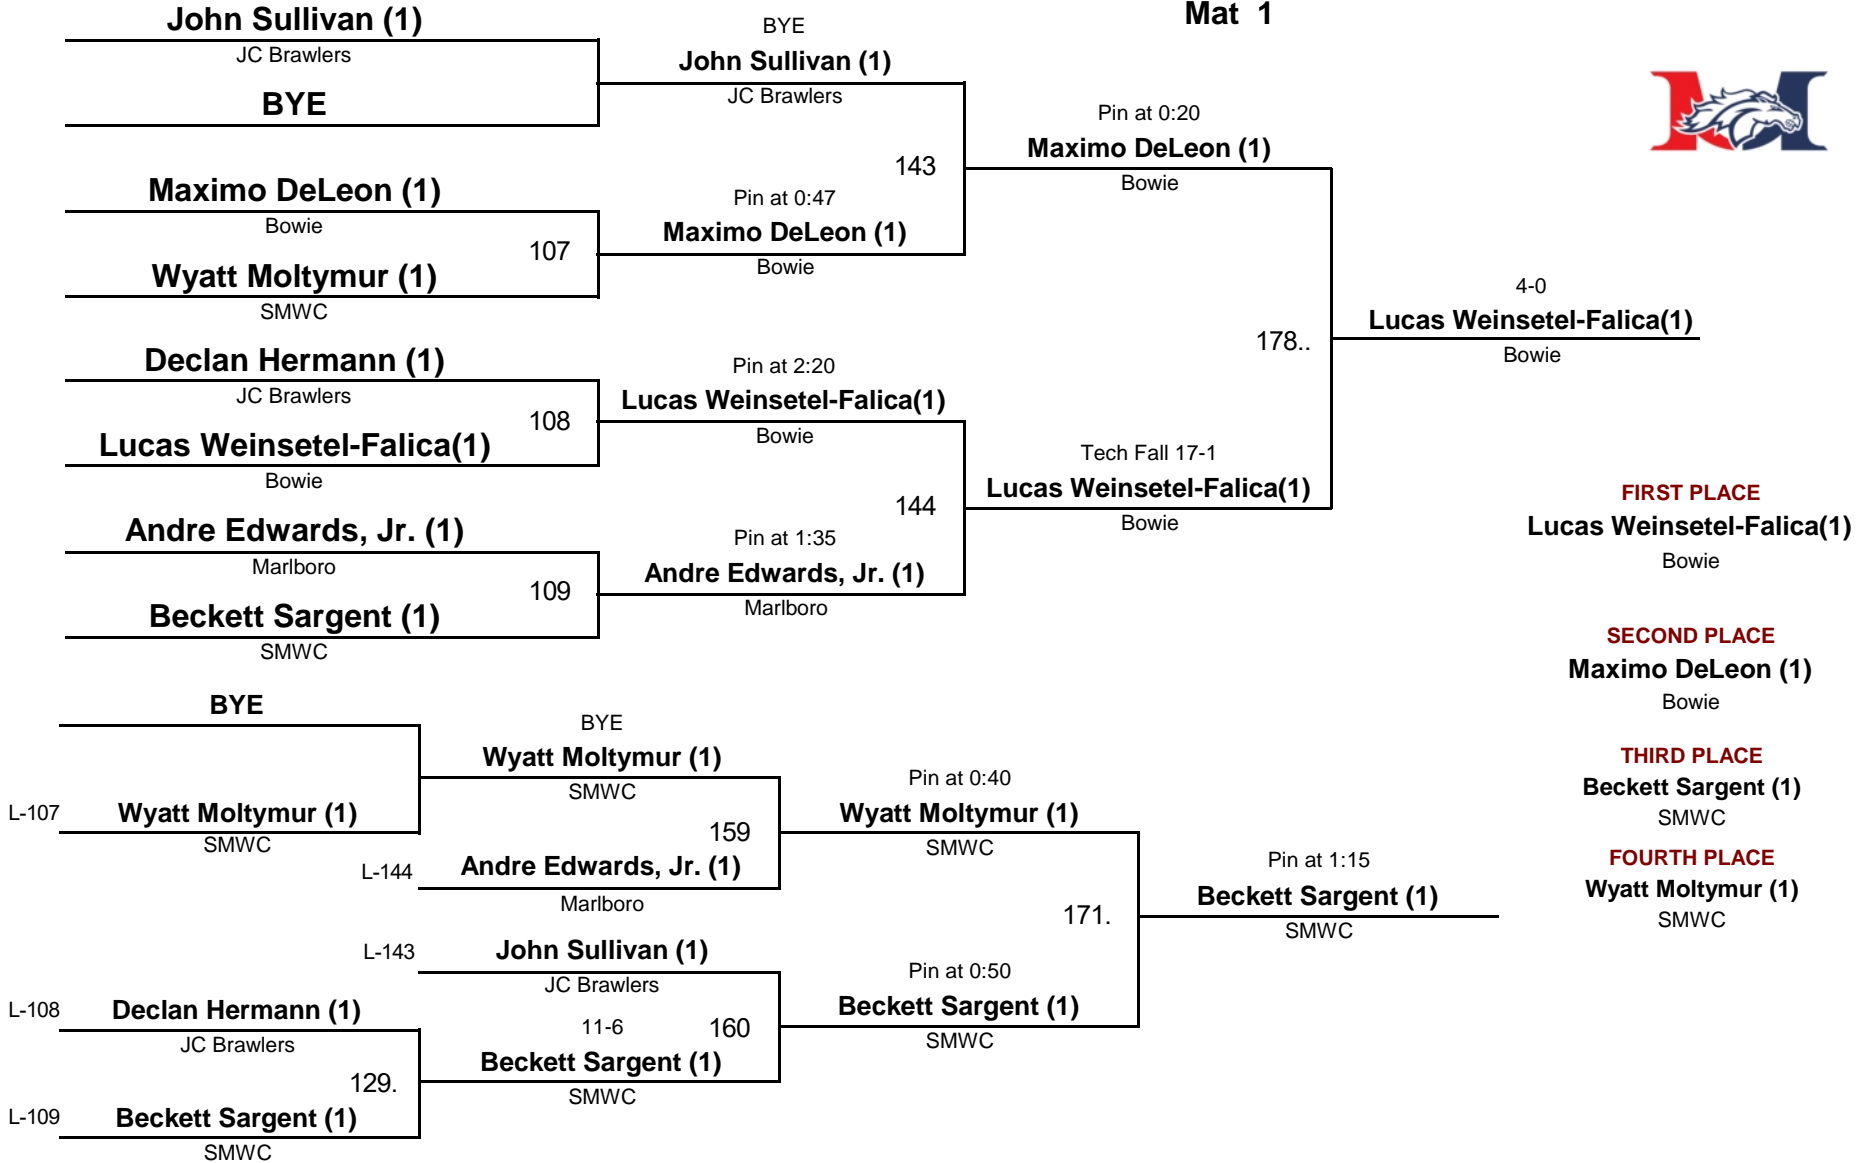 Mat 1
John Sullivan (1)
JC Brawlers
BYE
BYE
John Sullivan (1)
JC Brawlers
Maximo DeLeon (1)
Bowie
107
Wyatt Moltymur (1)
SMWC
Pin at 0:47
Maximo DeLeon (1)
Bowie
143
Pin at 0:20
Maximo DeLeon (1)
Bowie
Declan Hermann (1)
JC Brawlers
108
Lucas Weinsetel-Falica(1)
Bowie
Pin at 2:20
Lucas Weinsetel-Falica(1)
Bowie
Andre Edwards, Jr. (1)
Marlboro
109
Beckett Sargent (1)
SMWC
Pin at 1:35
Andre Edwards, Jr. (1)
Marlboro
144
Tech Fall 17-1
Lucas Weinsetel-Falica(1)
Bowie
178..
4-0
Lucas Weinsetel-Falica(1)
Bowie
FIRST PLACE
Lucas Weinsetel-Falica(1)
Bowie
SECOND PLACE
Maximo DeLeon (1)
Bowie
THIRD PLACE
Beckett Sargent (1)
SMWC
FOURTH PLACE
Wyatt Moltymur (1)
SMWC
BYE
L-107
Wyatt Moltymur (1)
SMWC
BYE
Wyatt Moltymur (1)
SMWC
159
L-144
Andre Edwards, Jr. (1)
Marlboro
Pin at 0:40
Wyatt Moltymur (1)
SMWC
L-143
John Sullivan (1)
JC Brawlers
L-108
Declan Hermann (1)
JC Brawlers
129.
L-109
Beckett Sargent (1)
SMWC
11-6
160
Beckett Sargent (1)
SMWC
Pin at 0:50
Beckett Sargent (1)
SMWC
171.
Pin at 1:15
Beckett Sargent (1)
SMWC